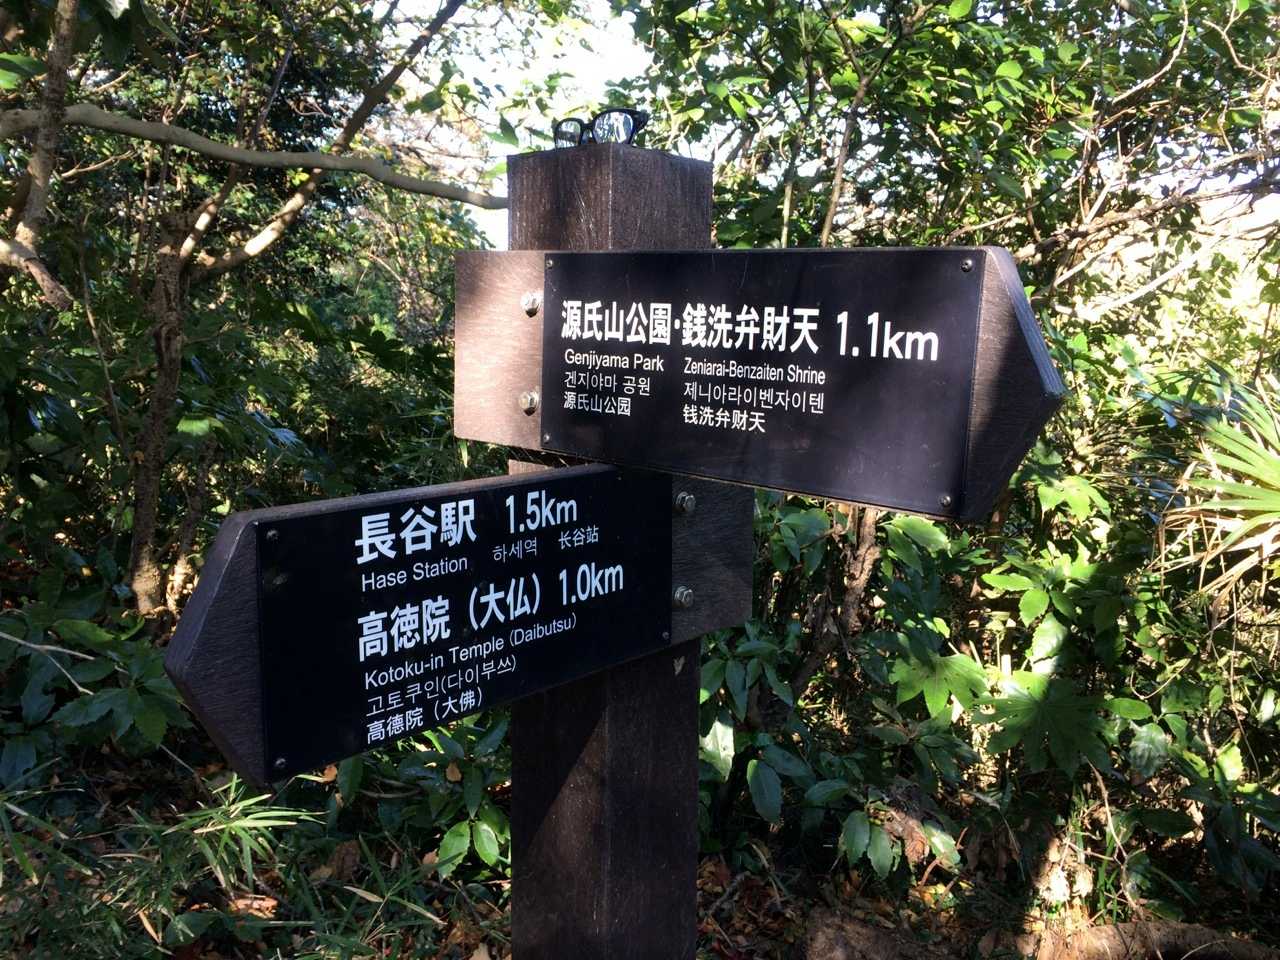 源氏山公園・銭洗弁財天 1.1km
Genjiyama Park Zeniarai-Benzaiten Shrine
겐지야마 공원 제니아라이벤자이텐
源氏山公园 钱洗弁财天
長谷駅 1.5km
Hase Station 하세역 长谷站
高徳院（大仏） 1.0km
Kotoku-in Temple (Daibutsu)
고토쿠인(다이부쓰)
高德院（大佛）